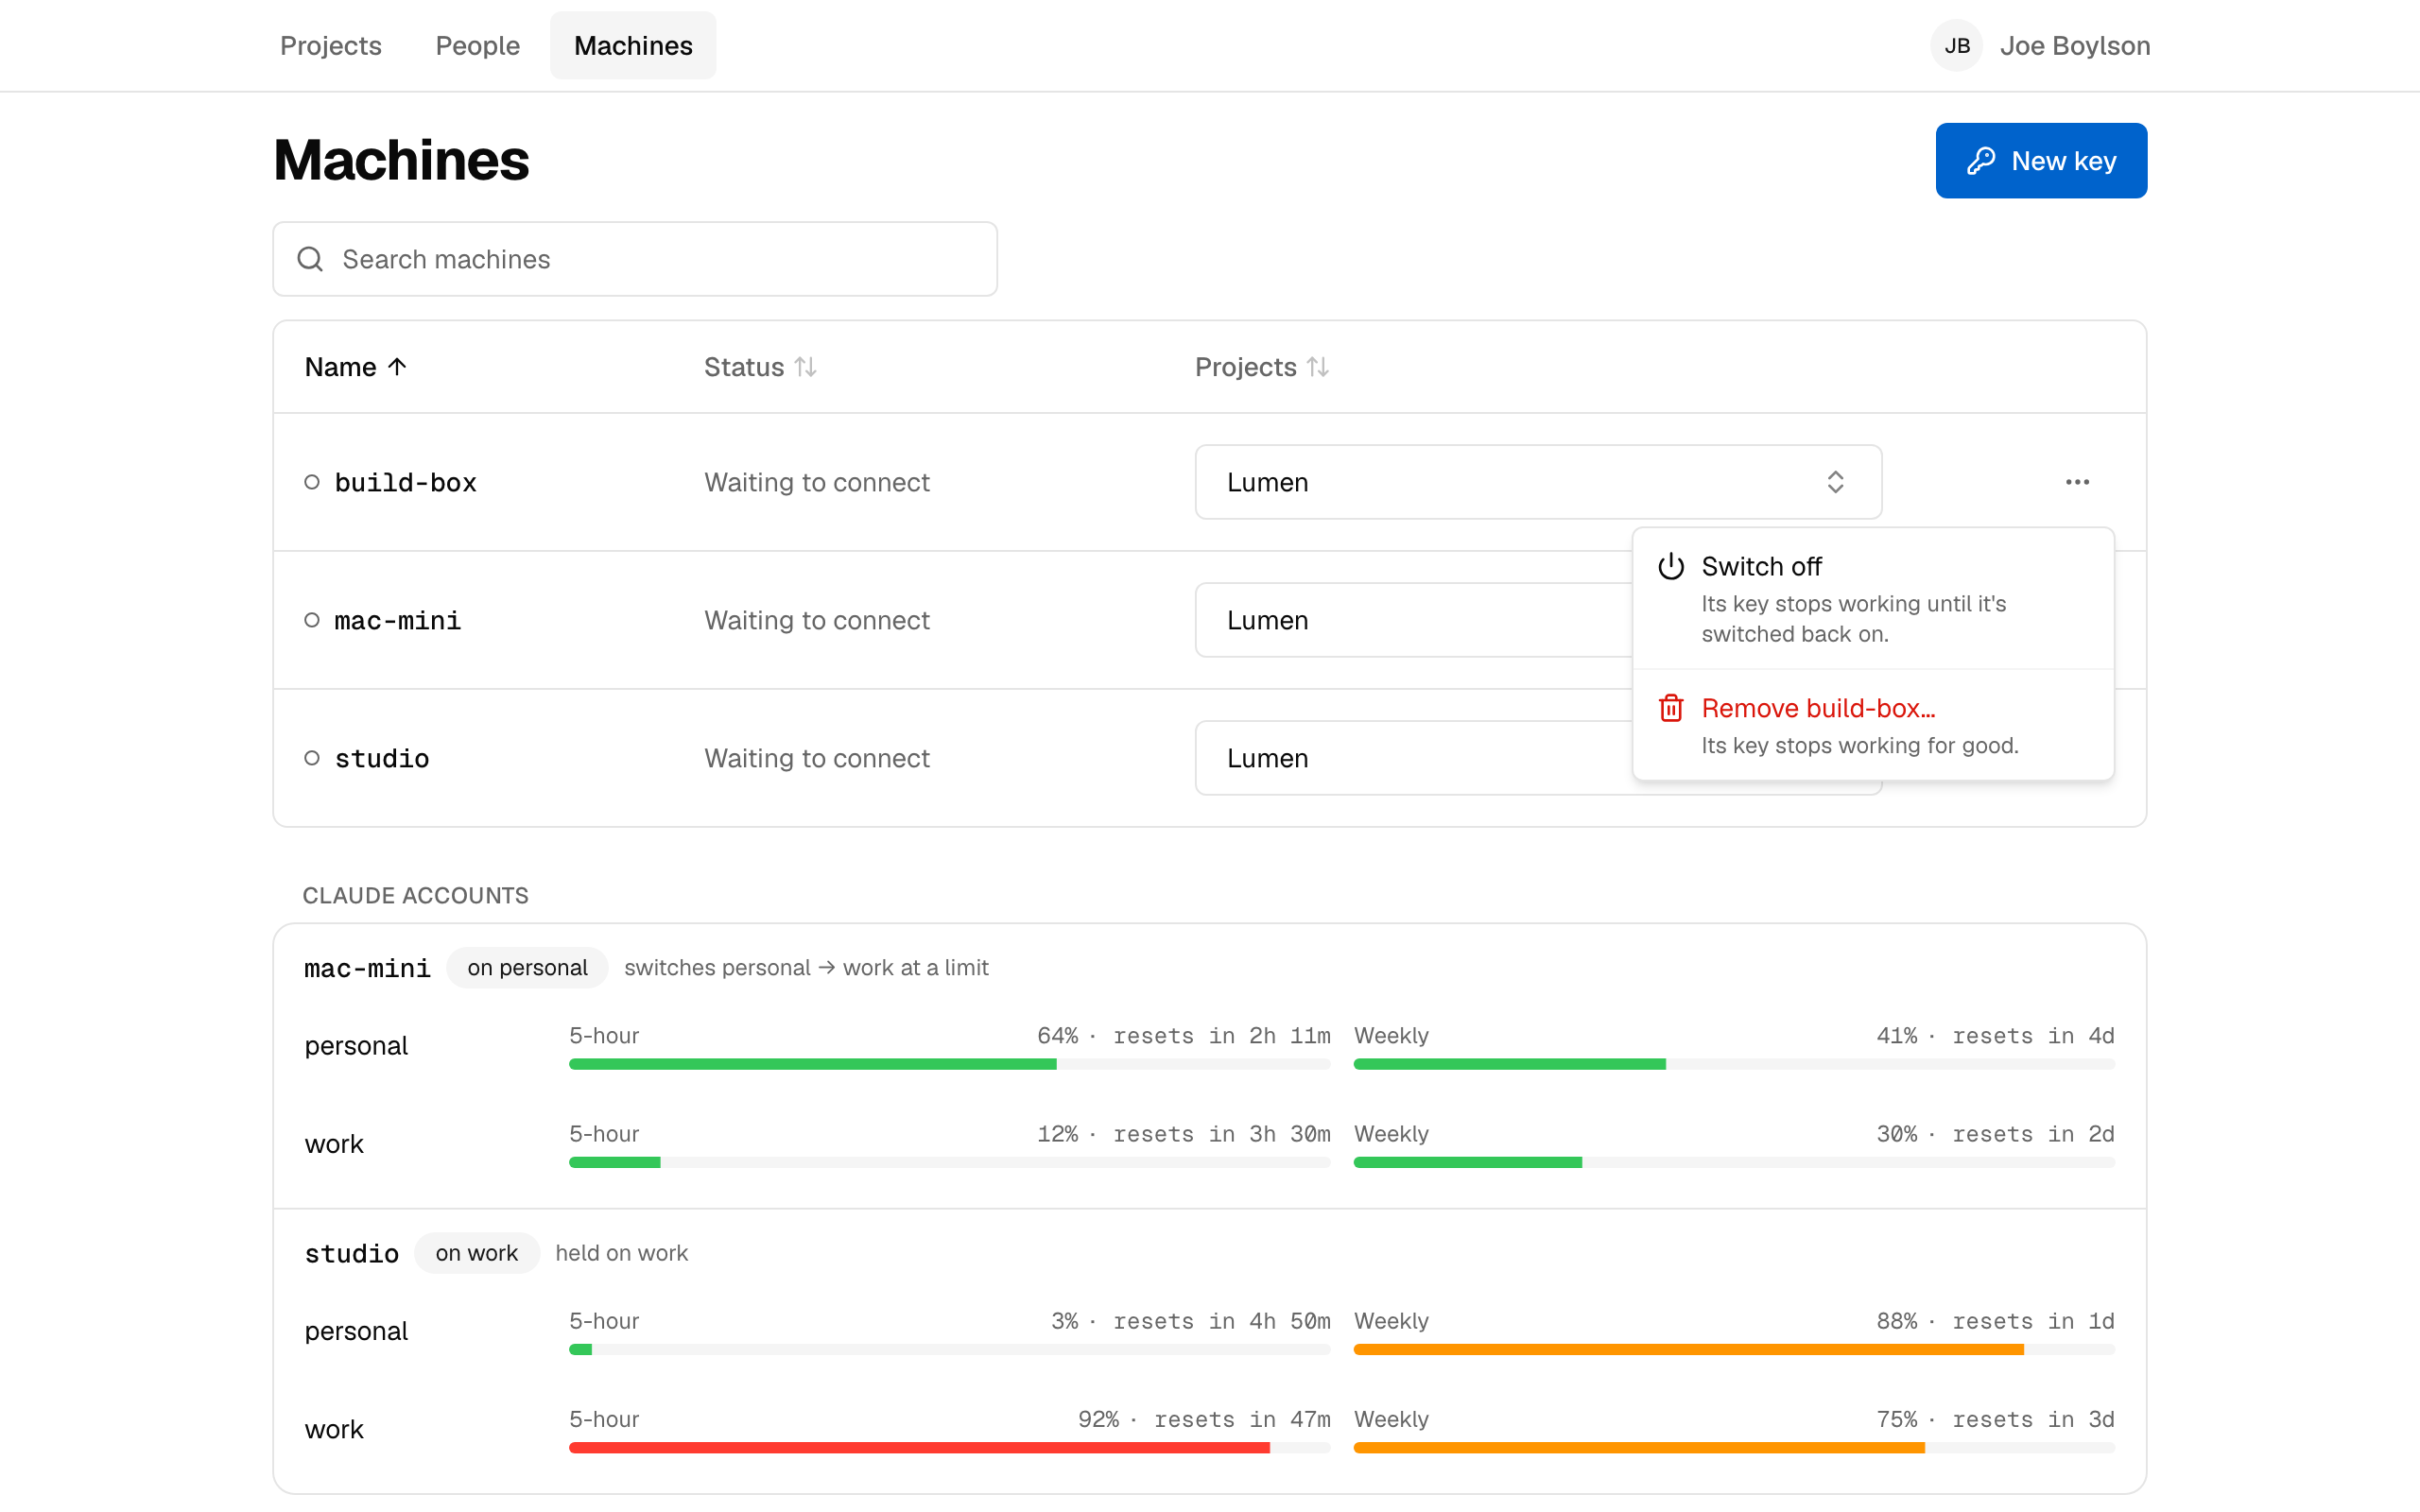 Projects People Machines JB Joe Boylson
Machines New key
Search machines
Name Status Projects
build-box Waiting to connect Lumen
Switch off
Its key stops working until it's
switched back on.
mac-mini Waiting to connect Lumen
Remove build-box...
Its key stops working for good.
studio Waiting to connect Lumen
CLAUDE ACCOUNTS
mac-mini on personal switches personal → work at a limit
personal 5-hour 64% · resets in 2h 11m Weekly 41% · resets in 4d
work 5-hour 12% · resets in 3h 30m Weekly 30% · resets in 2d
studio on work held on work
personal 5-hour 3% · resets in 4h 50m Weekly 88% · resets in 1d
work 5-hour 92% · resets in 47m Weekly 75% · resets in 3d